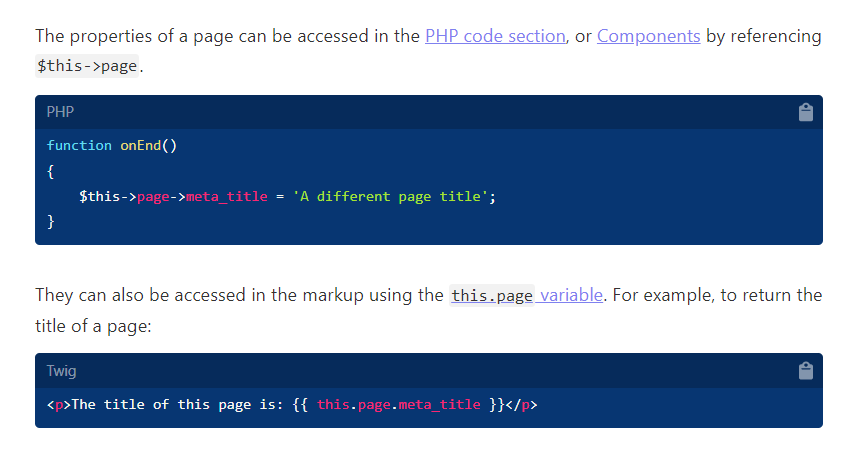 The properties of a page can be accessed in the PHP code section, or Components by referencing
$this->page.
PHP
function onEnd()
{
    $this->page->meta_title = 'A different page title';
}
They can also be accessed in the markup using the this.page variable. For example, to return the
title of a page:
Twig
<p>The title of this page is: {{ this.page.meta_title }}</p>